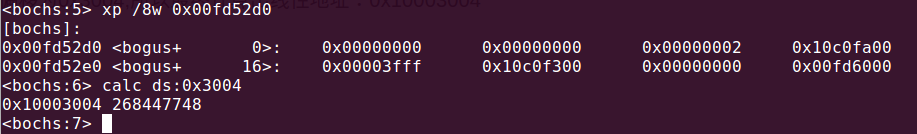 <bochs:5> xp /8w 0x00fd52d0
[bochs]:
0x00fd52d0 <bogus+       0>:    0x00000000      0x00000000      0x00000002      0x10c0fa00
0x00fd52e0 <bogus+      16>:    0x00003fff      0x10c0f300      0x00000000      0x00fd6000
<bochs:6> calc ds:0x3004
0x10003004 268447748
<bochs:7>